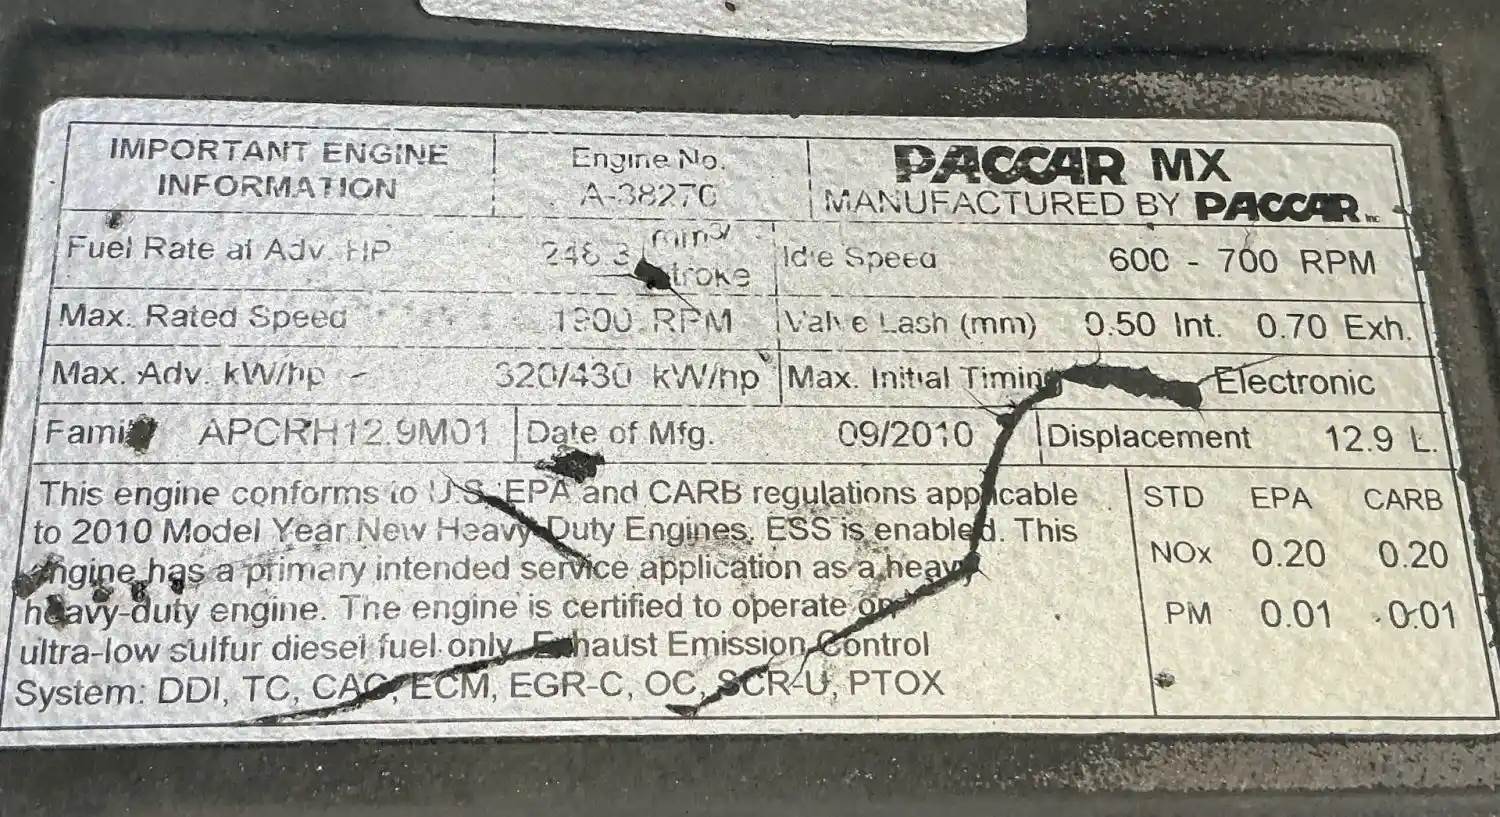 IMPORTANT ENGINE
INFORMATION
Engine No.
PACCAR MX
MANUFACTURED BY PACCAR INC
Fuel Rate at Adv. HP
mm3/
stroke
Idle Speed 600 - 700 RPM
Max. Rated Speed 1900 RPM Valve Lash (mm) 0.50 Int. 0.70 Exh.
Max. Adv. kW/hp 320/430 kW/hp Max. Initial Timing Electronic
Family APCRH12.9M01 Date of Mfg. 09/2010 Displacement 12.9 L.
This engine conforms to U.S. EPA and CARB regulations applicable
to 2010 Model Year New Heavy Duty Engines. ESS is enabled. This
engine has a primary intended service application as a heavy
heavy-duty engine. The engine is certified to operate on
ultra-low sulfur diesel fuel only. Exhaust Emission Control
System: DDI, TC, CAC, ECM, EGR-C, OC, SCR-U, PTOX
STD EPA CARB
NOx 0.20 0.20
PM 0.01 0.01